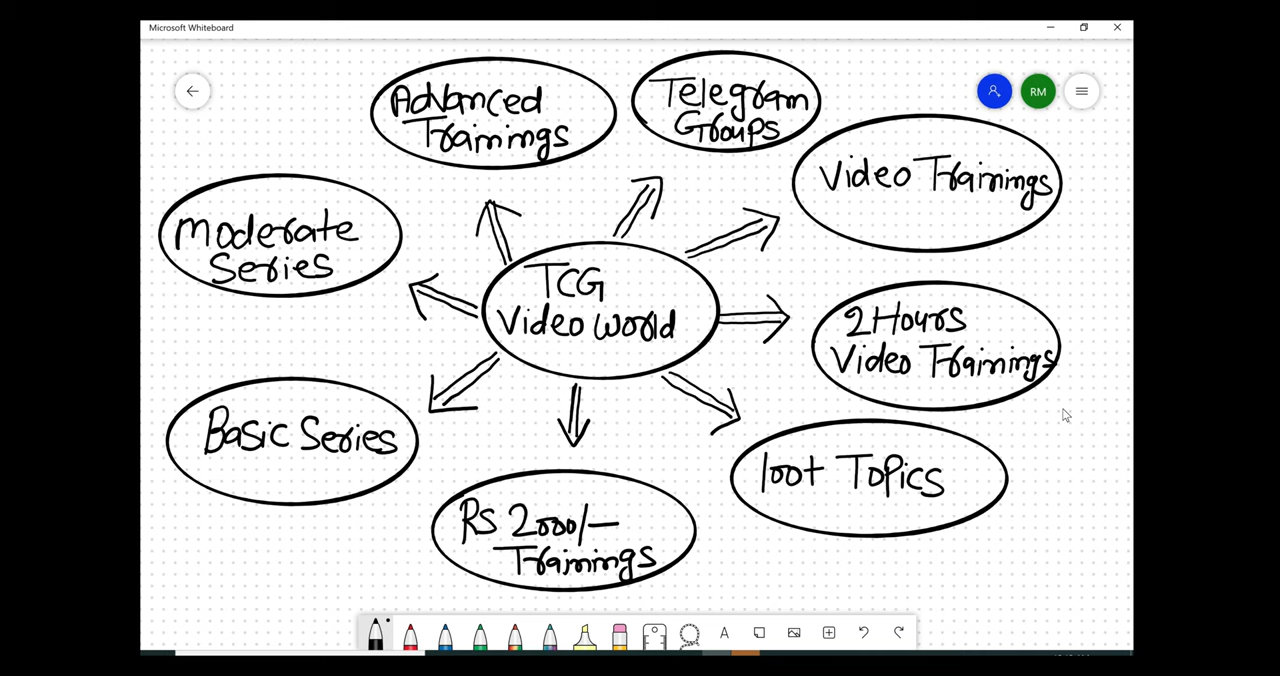 Microsoft Whiteboard
Advanced
Trainings
Telegram
Groups
RM
Video Trainings
Moderate
Series
TCG
Video World
2 Hours
Video Trainings
Basic Series
100+ Topics
RS 2000/-
Trainings
A